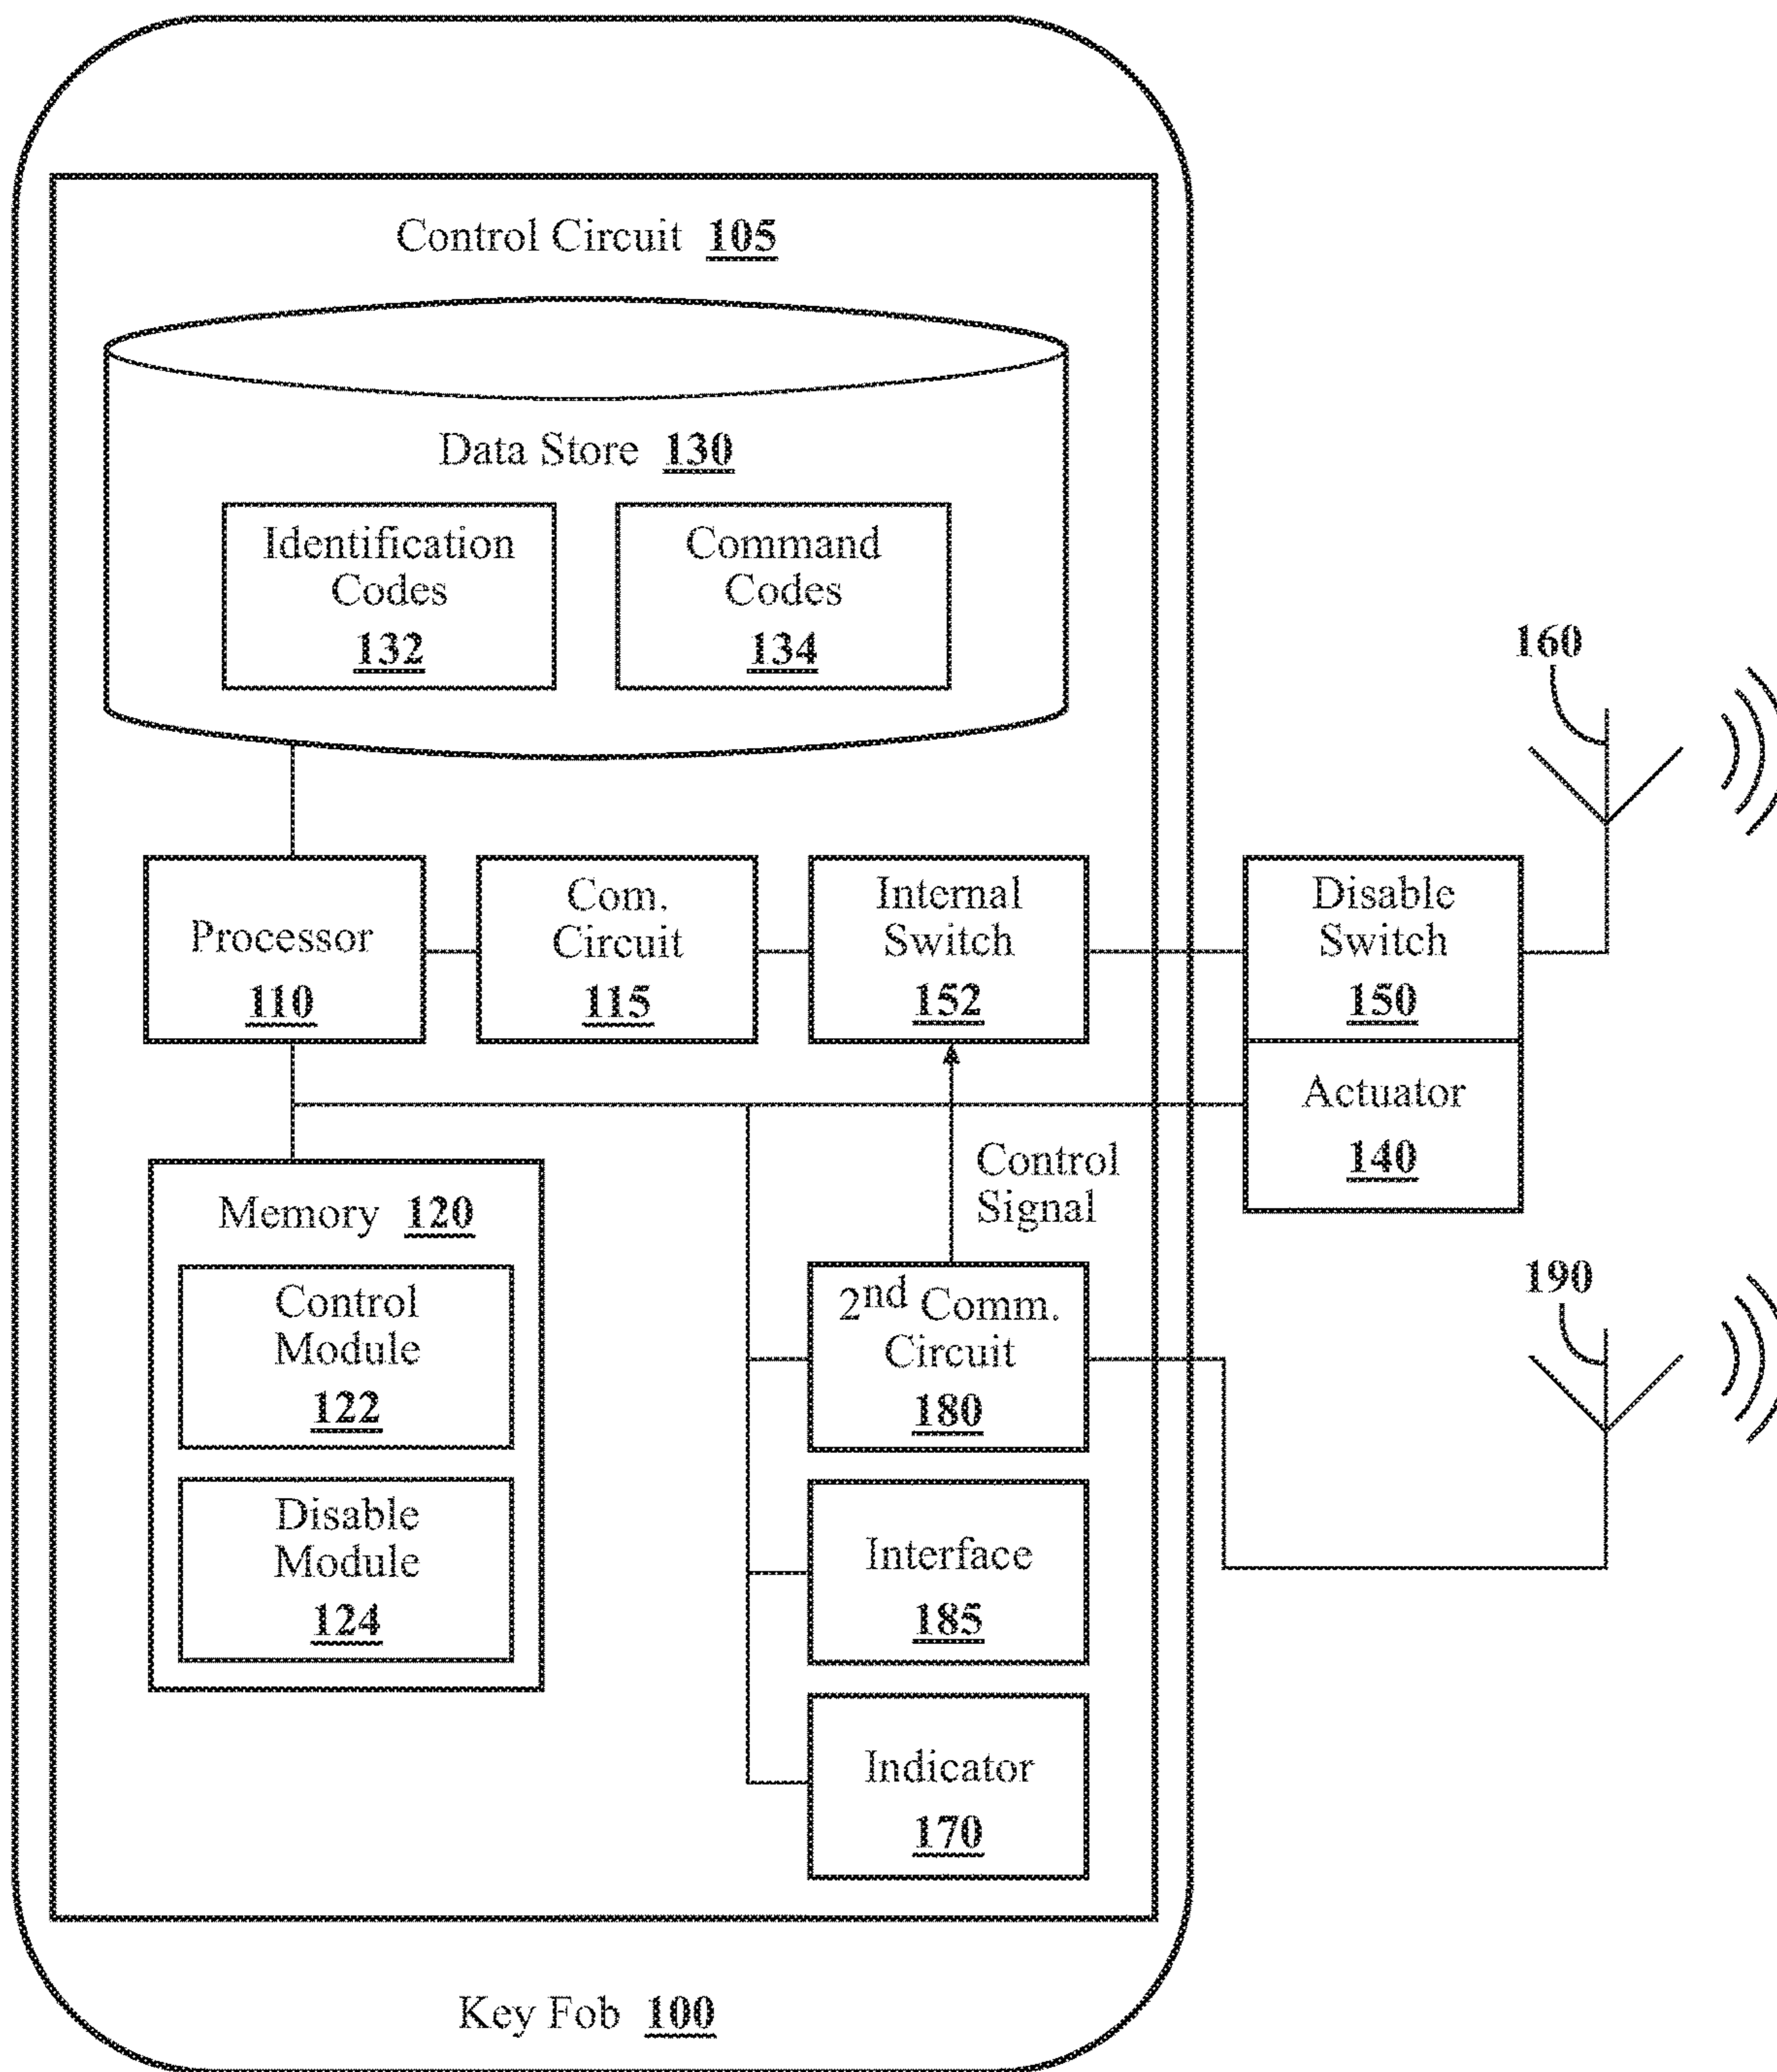 Control Circuit 105
Data Store 130
Identification
Codes
132
Command
Codes
134
160
Processor
110
Com.
Circuit
115
Internal
Switch
152
Disable
Switch
150
Actuator
140
Control
Signal
Memory 120
Control
Module
122
Disable
Module
124
2nd Comm.
Circuit
180
190
Interface
185
Indicator
170
Key Fob 100